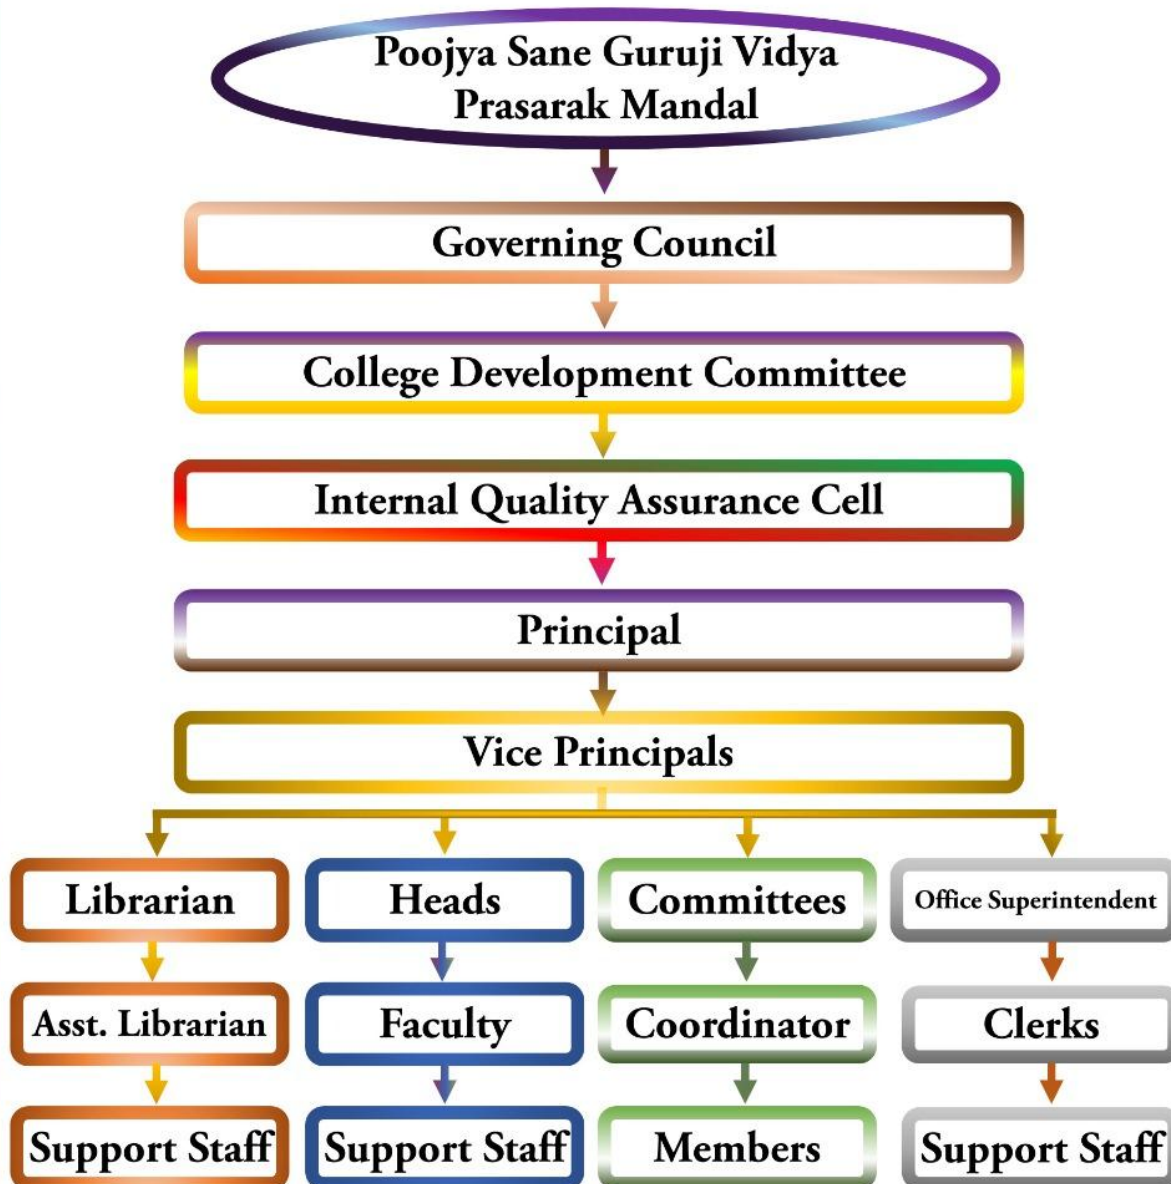 Poojya Sane Guruji Vidya
Prasarak Mandal
Governing Council
College Development Committee
Internal Quality Assurance Cell
Principal
Vice Principals
Librarian
Heads
Committees
Office Superintendent
Asst. Librarian
Faculty
Coordinator
Clerks
Support Staff
Support Staff
Members
Support Staff